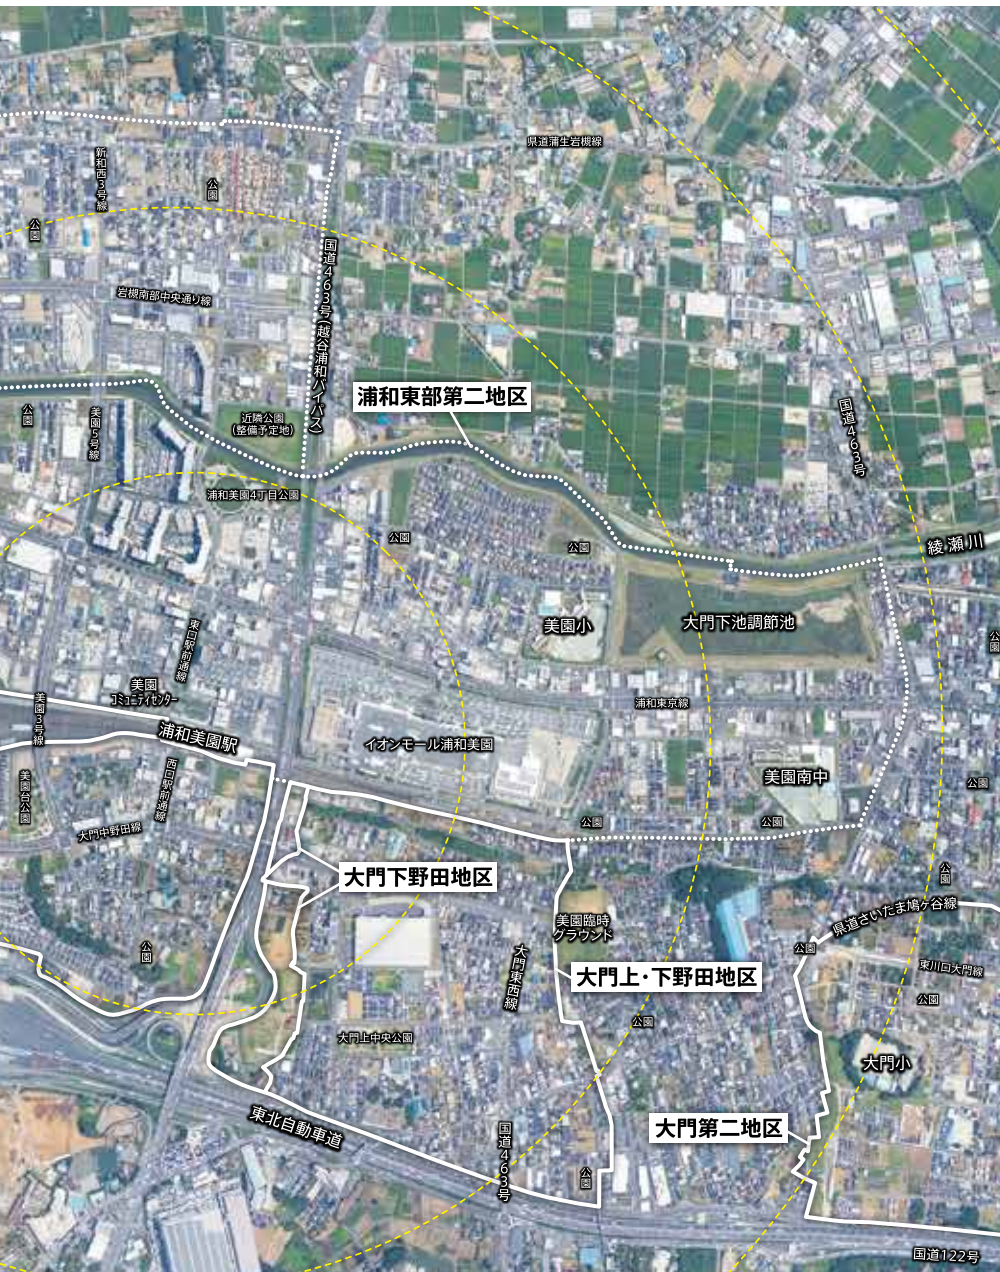 県道蒲生岩槻線
新和西3号線
公園
公園
国道463号(越谷浦和バイパス)
岩槻南部中央通り線
浦和東部第二地区
公園
美園5号線
近隣公園
(整備予定地)
国道463号
浦和美園4丁目公園
公園
公園
綾瀬川
東口駅前通線
美園小
大門下池調節池
公園
美園
コミュニティセンター
美園3号線
浦和東京線
浦和美園駅
イオンモール浦和美園
美園台公園
西口駅前通線
美園南中
公園
大門中野田線
公園
公園
大門下野田地区
公園
美園臨時
グラウンド
県道さいたま鳩ヶ谷線
公園
大門東西線
公園
東川口大門線
大門上・下野田地区
公園
公園
大門上中央公園
大門小
東北自動車道
大門第二地区
国道463号
公園
国道122号